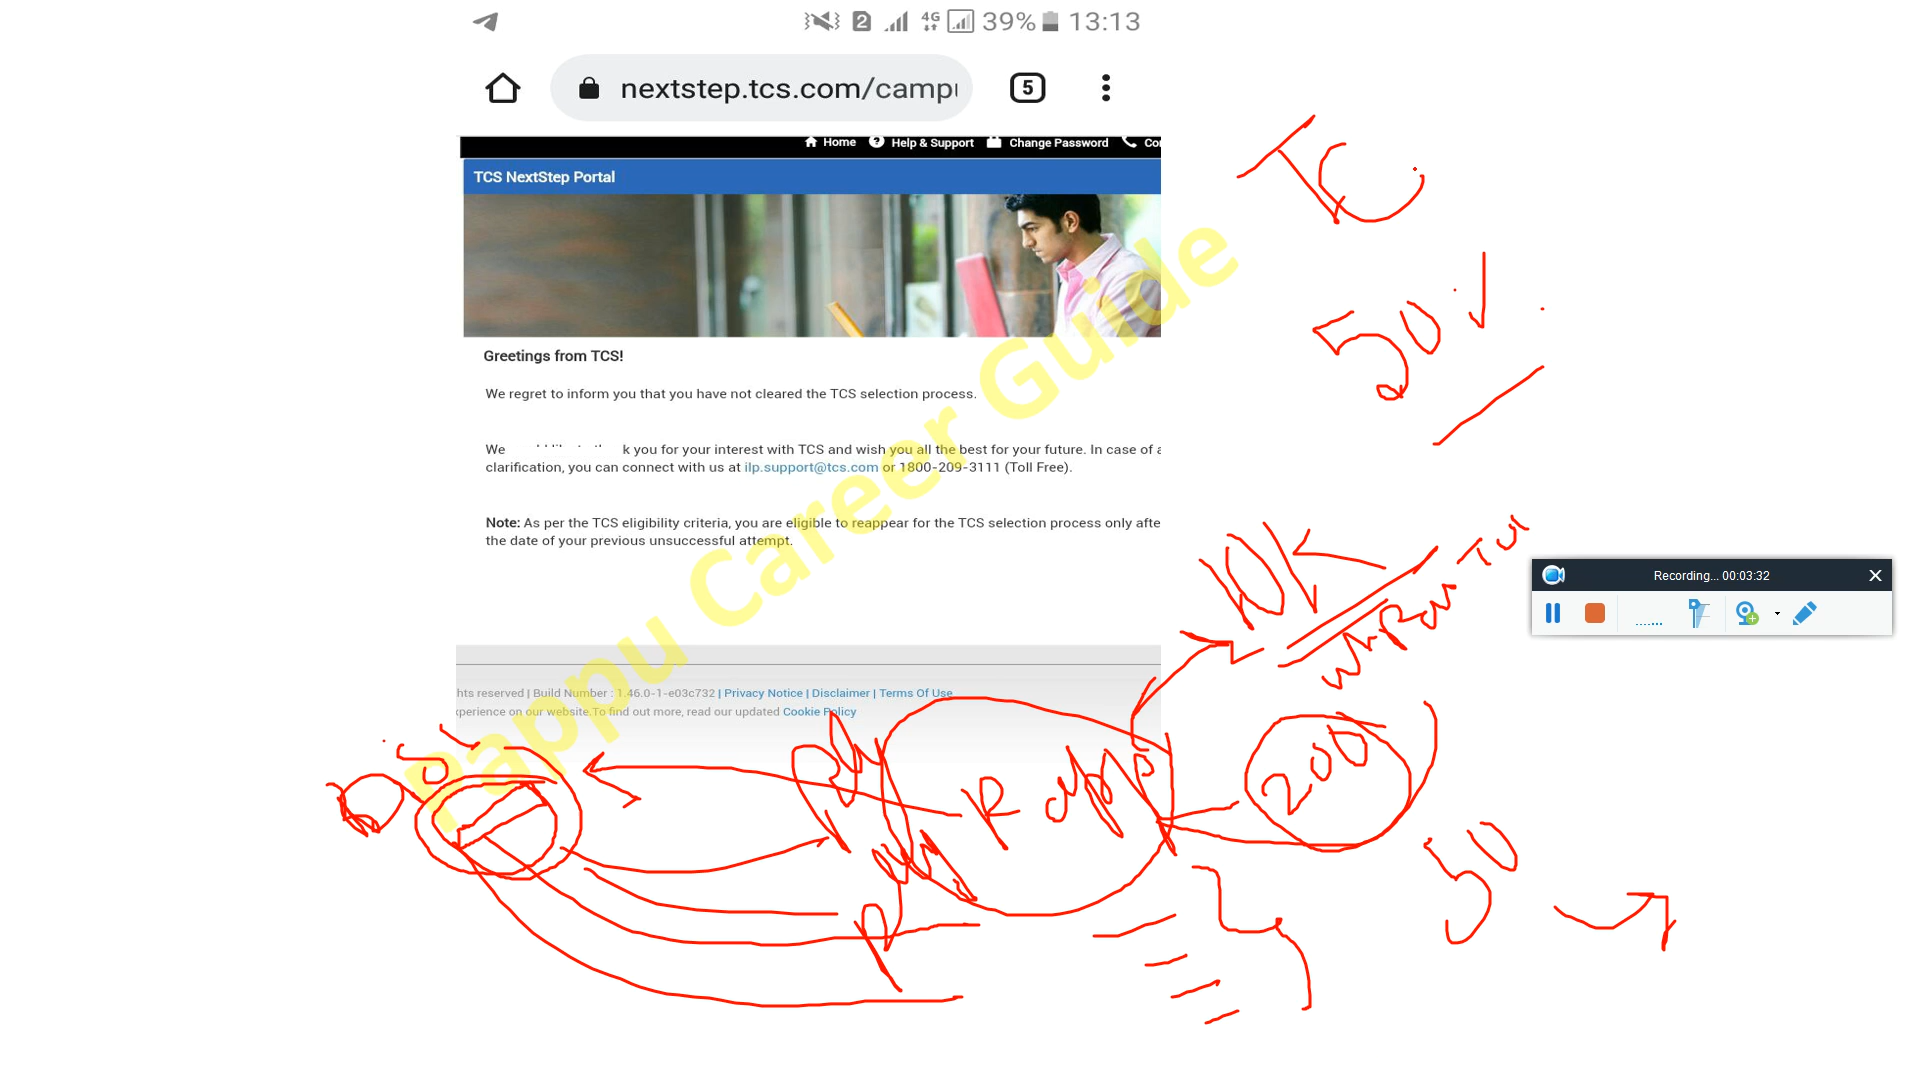 2 4G 39% 13:13
nextstep.tcs.com/camp
5
Home Help & Support Change Password
TCS NextStep Portal
TC
50
Greetings from TCS!
We regret to inform you that you have not cleared the TCS selection process.
We k you for your interest with TCS and wish you all the best for your future. In case of
clarification, you can connect with us at ilp.support@tcs.com or 1800-209-3111 (Toll Free).
Note: As per the TCS eligibility criteria, you are eligible to reappear for the TCS selection process only afte
the date of your previous unsuccessful attempt.
Pappu Career Guide
10K
Recording... 00:03:32
hts reserved | Build Number : 1.46.0-1-e03c732 | Privacy Notice | Disclaimer | Terms Of Use
xperience on our website.To find out more, read our updated Cookie Policy
200
50